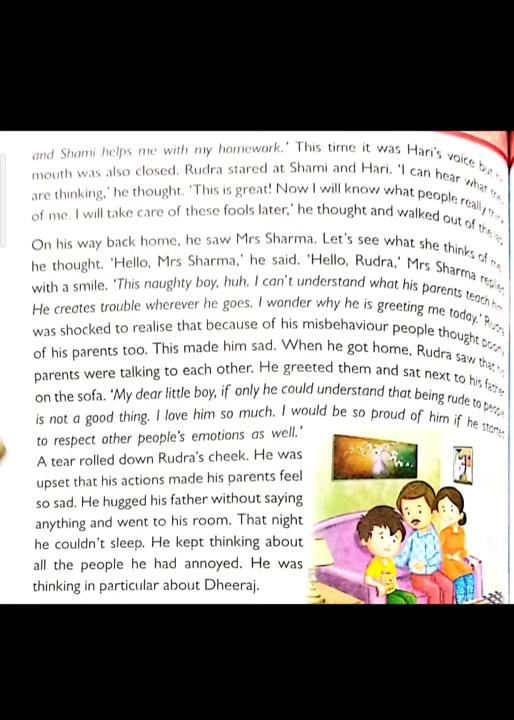 and Shami helps me with my homework.' This time it was Hari's voice but
mouth was also closed. Rudra stared at Shami and Hari. 'I can hear what
are thinking,' he thought. 'This is great! Now I will know what people really
of me. I will take care of these fools later,' he thought and walked out of the
On his way back home, he saw Mrs Sharma. Let's see what she thinks of me
he thought. 'Hello, Mrs Sharma,' he said. 'Hello, Rudra,' Mrs Sharma replied
with a smile. 'This naughty boy, huh. I can't understand what his parents teach him
He creates trouble wherever he goes. I wonder why he is greeting me today.' Rudra
was shocked to realise that because of his misbehaviour people thought poorly
of his parents too. This made him sad. When he got home, Rudra saw that his
parents were talking to each other. He greeted them and sat next to his father
on the sofa. 'My dear little boy, if only he could understand that being rude to people
is not a good thing. I love him so much. I would be so proud of him if he
to respect other people's emotions as well.'
A tear rolled down Rudra's cheek. He was
upset that his actions made his parents feel
so sad. He hugged his father without saying
anything and went to his room. That night
he couldn't sleep. He kept thinking about
all the people he had annoyed. He was
thinking in particular about Dheeraj.